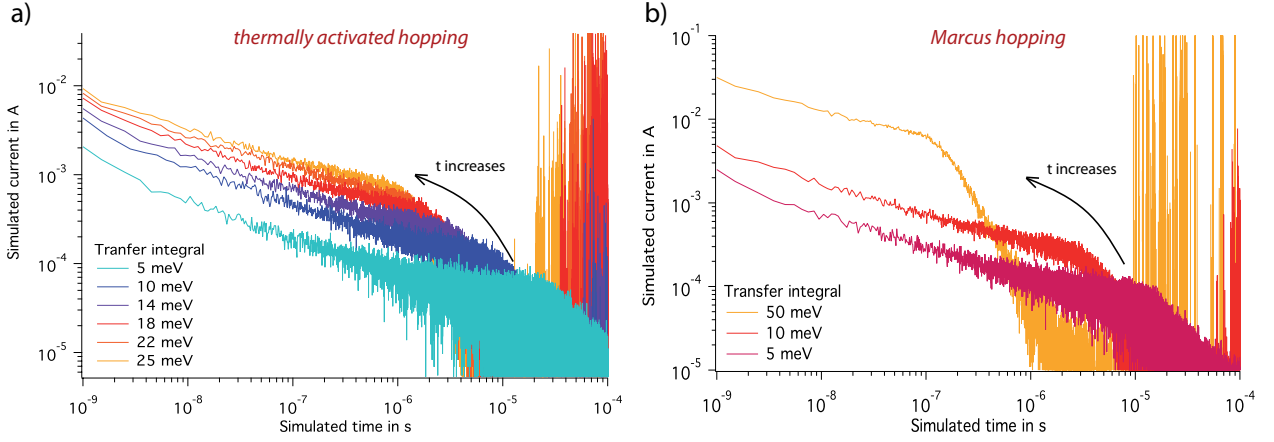 a)
thermally activated hopping
Simulated current in A
10-2
10-3
10-4
10-5
t increases
Tranfer integral
5 meV
10 meV
14 meV
18 meV
22 meV
25 meV
10-9
10-8
10-7
10-6
10-5
10-4
Simulated time in s
b)
Marcus hopping
Simulated current in A
10-1
10-2
10-3
10-4
10-5
t increases
Transfer integral
50 meV
10 meV
5 meV
10-9
10-8
10-7
10-6
10-5
10-4
Simulated time in s